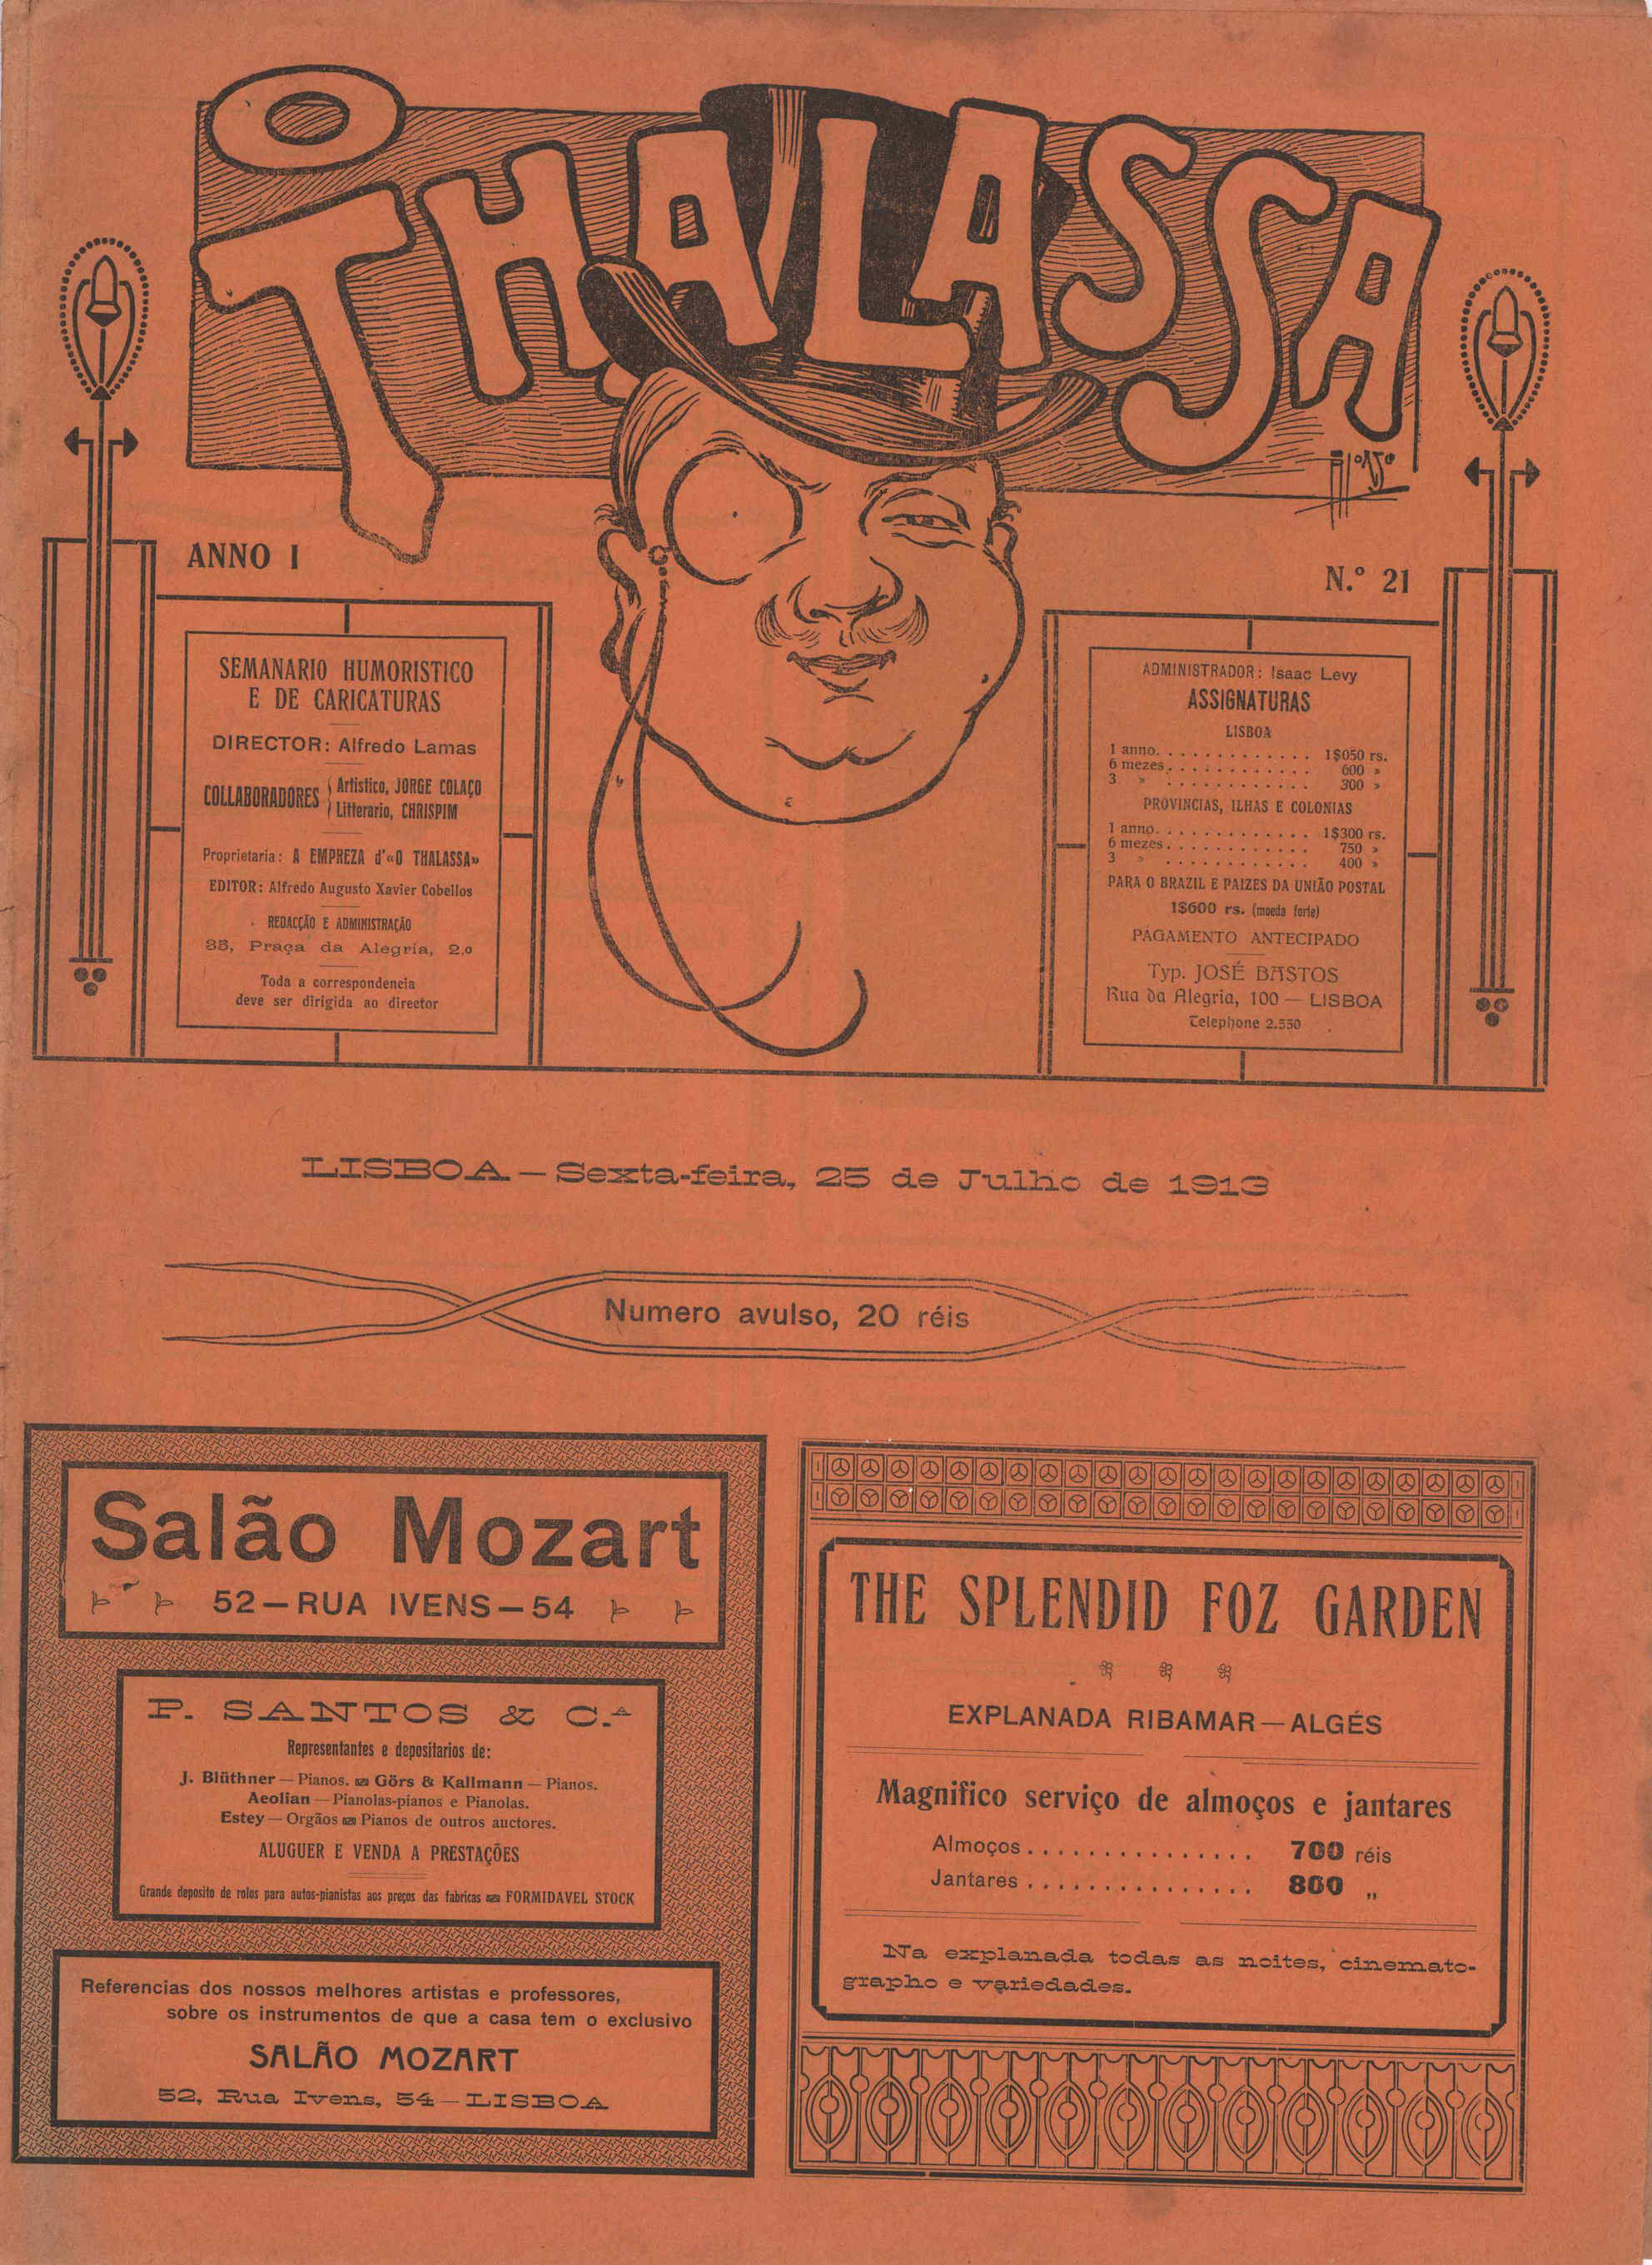 O THALASSA
ANNO I
N.º 21
SEMANARIO HUMORISTICO
E DE CARICATURAS
DIRECTOR: Alfredo Lamas
COLLABORADORES
Artistico, JORGE COLAÇO
Litterario, CHRISPIM
Proprietaria: A EMPREZA d'«O THALASSA»
EDITOR: Alfredo Augusto Xavier Cobellos
REDACÇÃO E ADMINISTRAÇÃO
35, Praça da Alegria, 2.º
Toda a correspondencia
deve ser dirigida ao director
ADMINISTRADOR: Isaac Levy
ASSIGNATURAS
LISBOA
1 anno. . . . . . . . . . . . . 1$050 rs.
6 mezes. . . . . . . . . . . . 600 »
3 » . . . . . . . . . . . . 300 »
PROVINCIAS, ILHAS E COLONIAS
1 anno. . . . . . . . . . . . . 1$300 rs.
6 mezes. . . . . . . . . . . . 750 »
3 » . . . . . . . . . . . . 400 »
PARA O BRAZIL E PAIZES DA UNIÃO POSTAL
1$600 rs. (moeda forte)
PAGAMENTO ANTECIPADO
Typ. JOSÉ BASTOS
Rua da Alegria, 100 — LISBOA
Telephone 2.550
LISBOA — Sexta-feira, 25 de Julho de 1913
Numero avulso, 20 réis
Salão Mozart
52 — RUA IVENS — 54
P. SANTOS & C.ᴬ
Representantes e depositarios de:
J. Blüthner — Pianos. Görs & Kallmann — Pianos.
Aeolian — Pianolas-pianos e Pianolas.
Estey — Orgãos Pianos de outros auctores.
ALUGUER E VENDA A PRESTAÇÕES
Grande deposito de rolos para autos-pianistas aos preços das fabricas FORMIDAVEL STOCK
Referencias dos nossos melhores artistas e professores,
sobre os instrumentos de que a casa tem o exclusivo
SALÃO MOZART
52, Rua Ivens, 54 — LISBOA
THE SPLENDID FOZ GARDEN
EXPLANADA RIBAMAR — ALGÉS
Magnifico serviço de almoços e jantares
Almoços . . . . . . . . . . . . . . . 700 réis
Jantares . . . . . . . . . . . . . . . 800 „
Na explanada todas as noites, cinemato-
grapho e variedades.